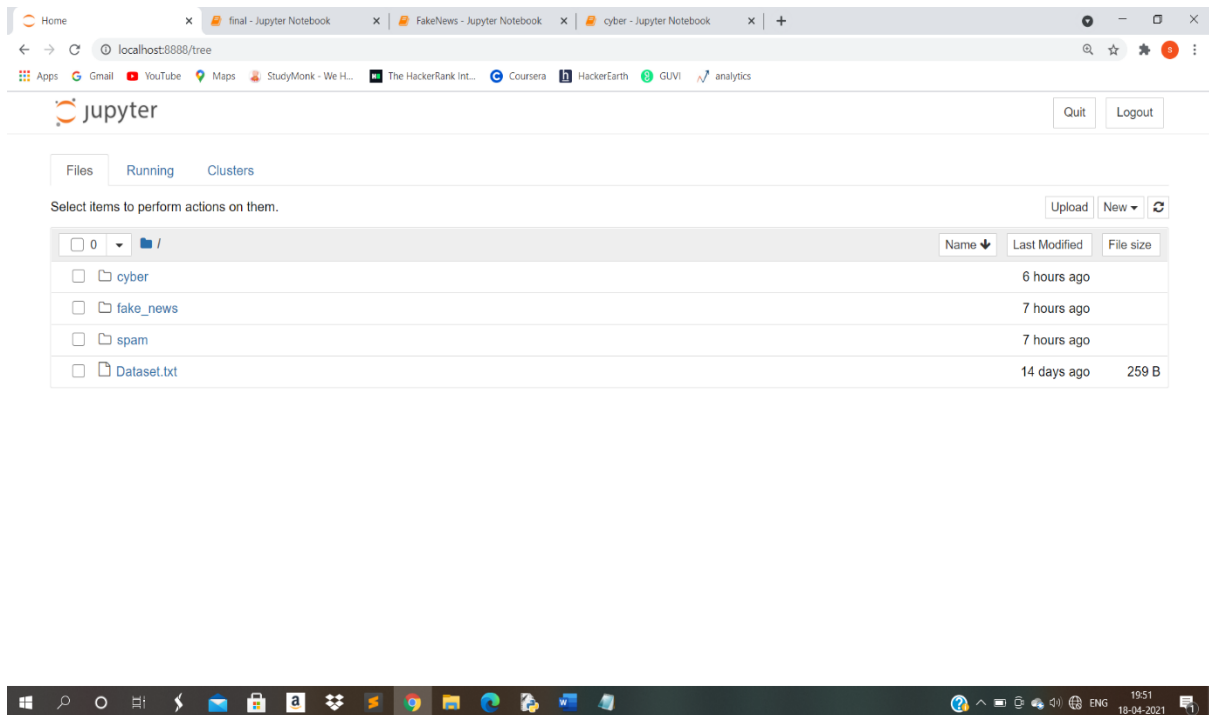 Home final - Jupyter Notebook FakeNews - Jupyter Notebook cyber - Jupyter Notebook
localhost:8888/tree
Apps Gmail YouTube Maps StudyMonk - We H... The HackerRank Int... Coursera HackerEarth GUVI analytics
jupyter Quit Logout
Files Running Clusters
Select items to perform actions on them. Upload New
0 / Name Last Modified File size
cyber 6 hours ago
fake_news 7 hours ago
spam 7 hours ago
Dataset.txt 14 days ago 259 B
ENG 19:51
18-04-2021